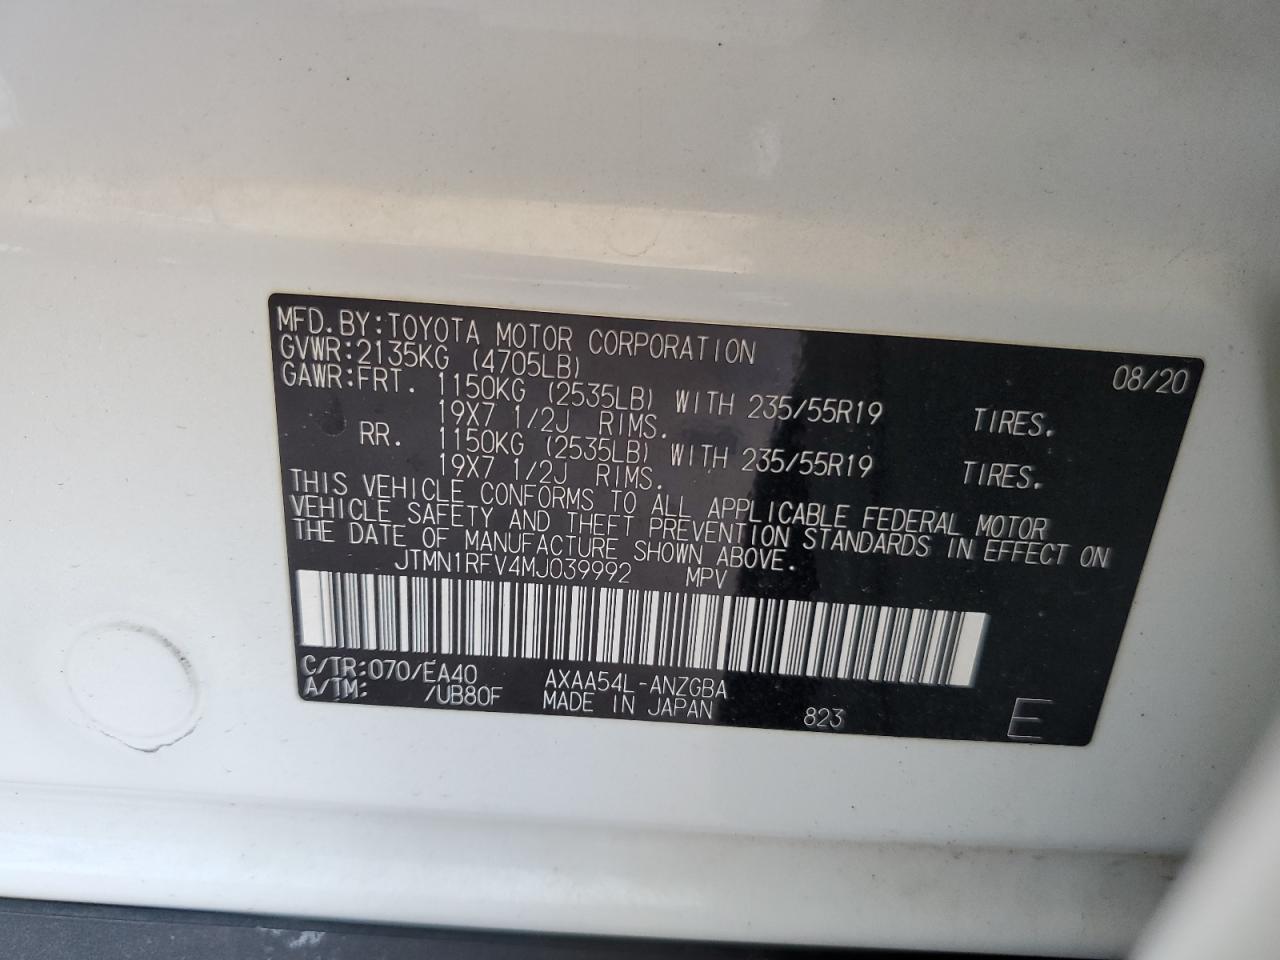 MFD.BY:TOYOTA MOTOR CORPORATION 08/20
GVWR:2135KG (4705LB)
GAWR:FRT. 1150KG (2535LB) WITH 235/55R19 TIRES.
19X7 1/2J RIMS.
RR. 1150KG (2535LB) WITH 235/55R19 TIRES.
19X7 1/2J RIMS.
THIS VEHICLE CONFORMS TO ALL APPLICABLE FEDERAL MOTOR
VEHICLE SAFETY AND THEFT PREVENTION STANDARDS IN EFFECT ON
THE DATE OF MANUFACTURE SHOWN ABOVE.
JTMN1RFV4MJ039992 MPV
C/TR:070/EA40 AXAA54L-ANZGBA
A/TM: /UB80F MADE IN JAPAN 823 E